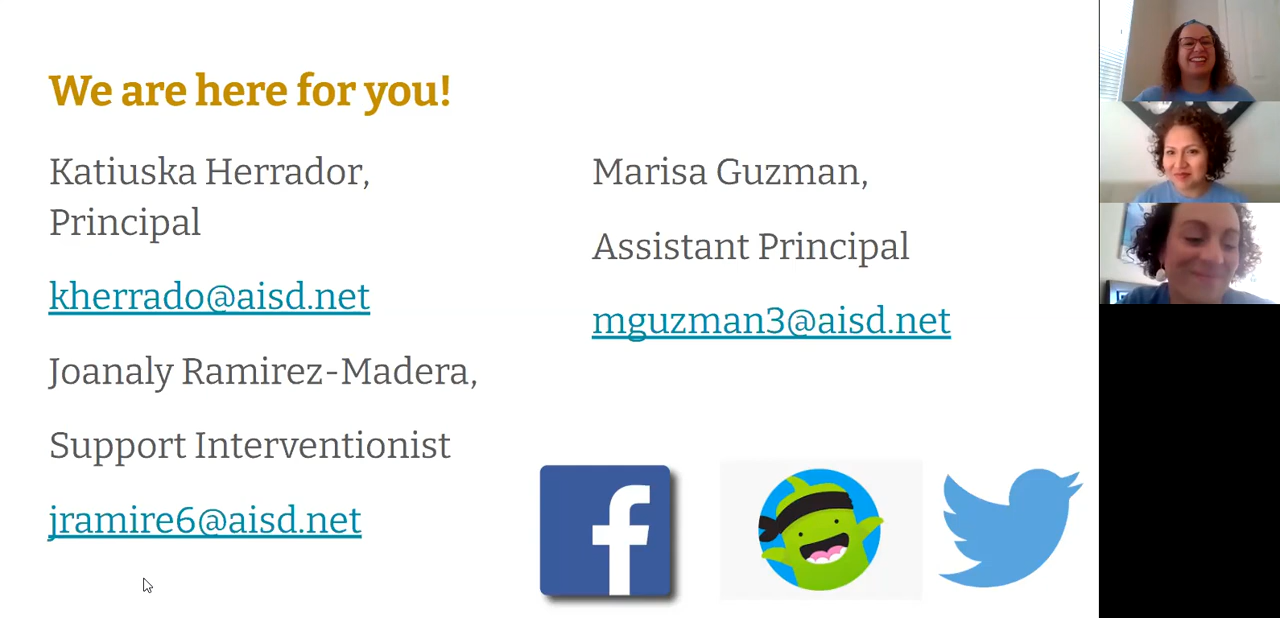 We are here for you!
Katiuska Herrador,
Principal
kherrado@aisd.net
Joanaly Ramirez-Madera,
Support Interventionist
jramire6@aisd.net
Marisa Guzman,
Assistant Principal
mguzman3@aisd.net